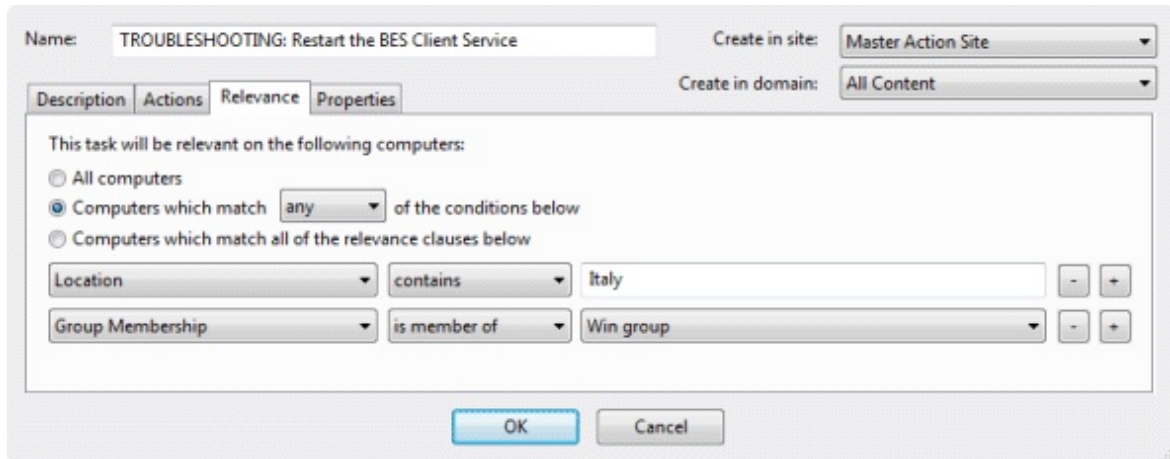 Name: TROUBLESHOOTING: Restart the BES Client Service Create in site: Master Action Site
Create in domain: All Content
Description Actions Relevance Properties
This task will be relevant on the following computers:
All computers
Computers which match any of the conditions below
Computers which match all of the relevance clauses below
Location contains Italy - +
Group Membership is member of Win group - +
OK Cancel